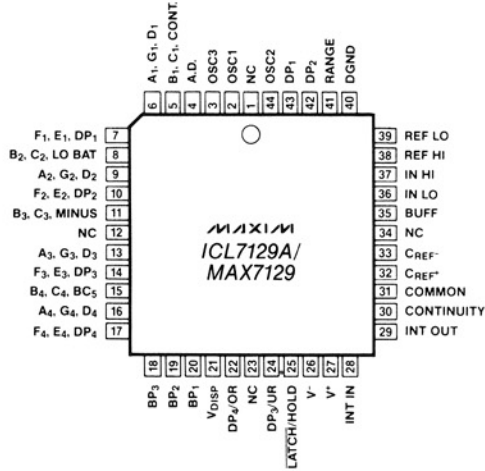 A₁, G₁, D₁
B₁, C₁, CONT.
A.D.
OSC3
OSC1
NC
OSC2
DP₁
DP₂
RANGE
DGND
6 5 4 3 2 1 44 43 42 41 40
F₁, E₁, DP₁ 7
B₂, C₂, LO BAT 8
A₂, G₂, D₂ 9
F₂, E₂, DP₂ 10
B₃, C₃, MINUS 11
NC 12
A₃, G₃, D₃ 13
F₃, E₃, DP₃ 14
B₄, C₄, BC₅ 15
A₄, G₄, D₄ 16
F₄, E₄, DP₄ 17
MAXIM
ICL7129A/
MAX7129
39 REF LO
38 REF HI
37 IN HI
36 IN LO
35 BUFF
34 NC
33 CREF⁻
32 CREF⁺
31 COMMON
30 CONTINUITY
29 INT OUT
18 19 20 21 22 23 24 25 26 27 28
BP₃
BP₂
BP₁
VDISP
DP₄/OR
NC
DP₃/UR
LATCH/HOLD
V⁻
V⁺
INT IN